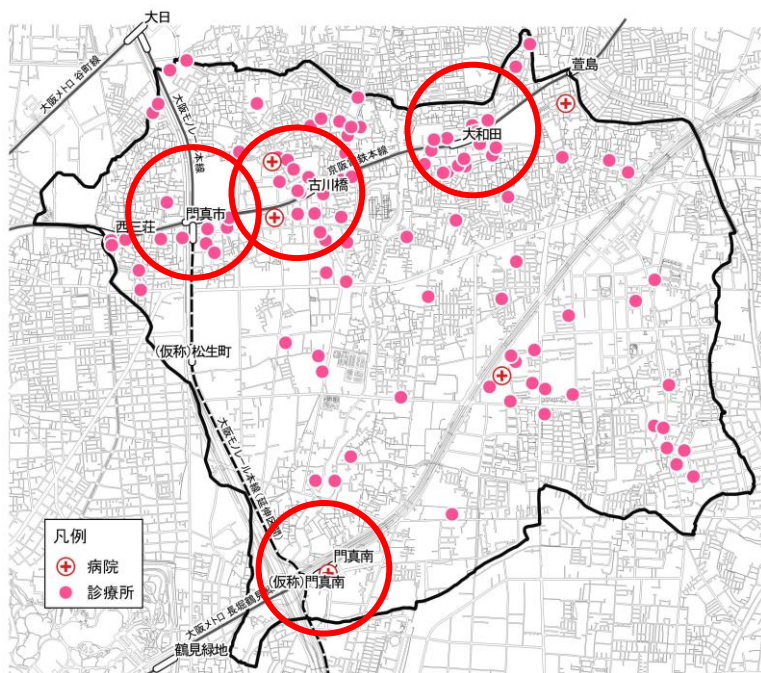 大日
萱島
大阪メトロ谷町線
大阪モノレール本線
大和田
京阪
鉄本線
古川橋
門真市
西三荘
(仮称)松生町
大阪モノレール本線(延伸区間)
凡例
病院
診療所
門真南
(仮称)門真南
大阪メトロ 長堀鶴見
鶴見緑地